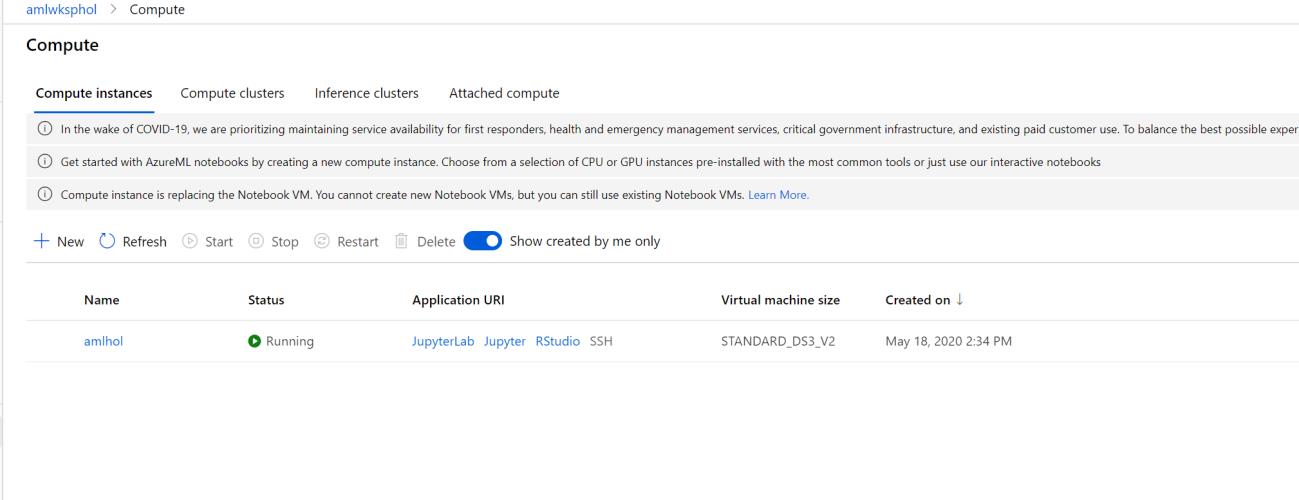 amlwksphol > Compute
Compute
Compute instances Compute clusters Inference clusters Attached compute
In the wake of COVID-19, we are prioritizing maintaining service availability for first responders, health and emergency management services, critical government infrastructure, and existing paid customer use. To balance the best possible
Get started with AzureML notebooks by creating a new compute instance. Choose from a selection of CPU or GPU instances pre-installed with the most common tools or just use our interactive notebooks
Compute instance is replacing the Notebook VM. You cannot create new Notebook VMs, but you can still use existing Notebook VMs. Learn More.
New Refresh Start Stop Restart Delete Show created by me only
Name Status Application URI Virtual machine size Created on ↓
amlhol Running JupyterLab Jupyter RStudio SSH STANDARD_DS3_V2 May 18, 2020 2:34 PM